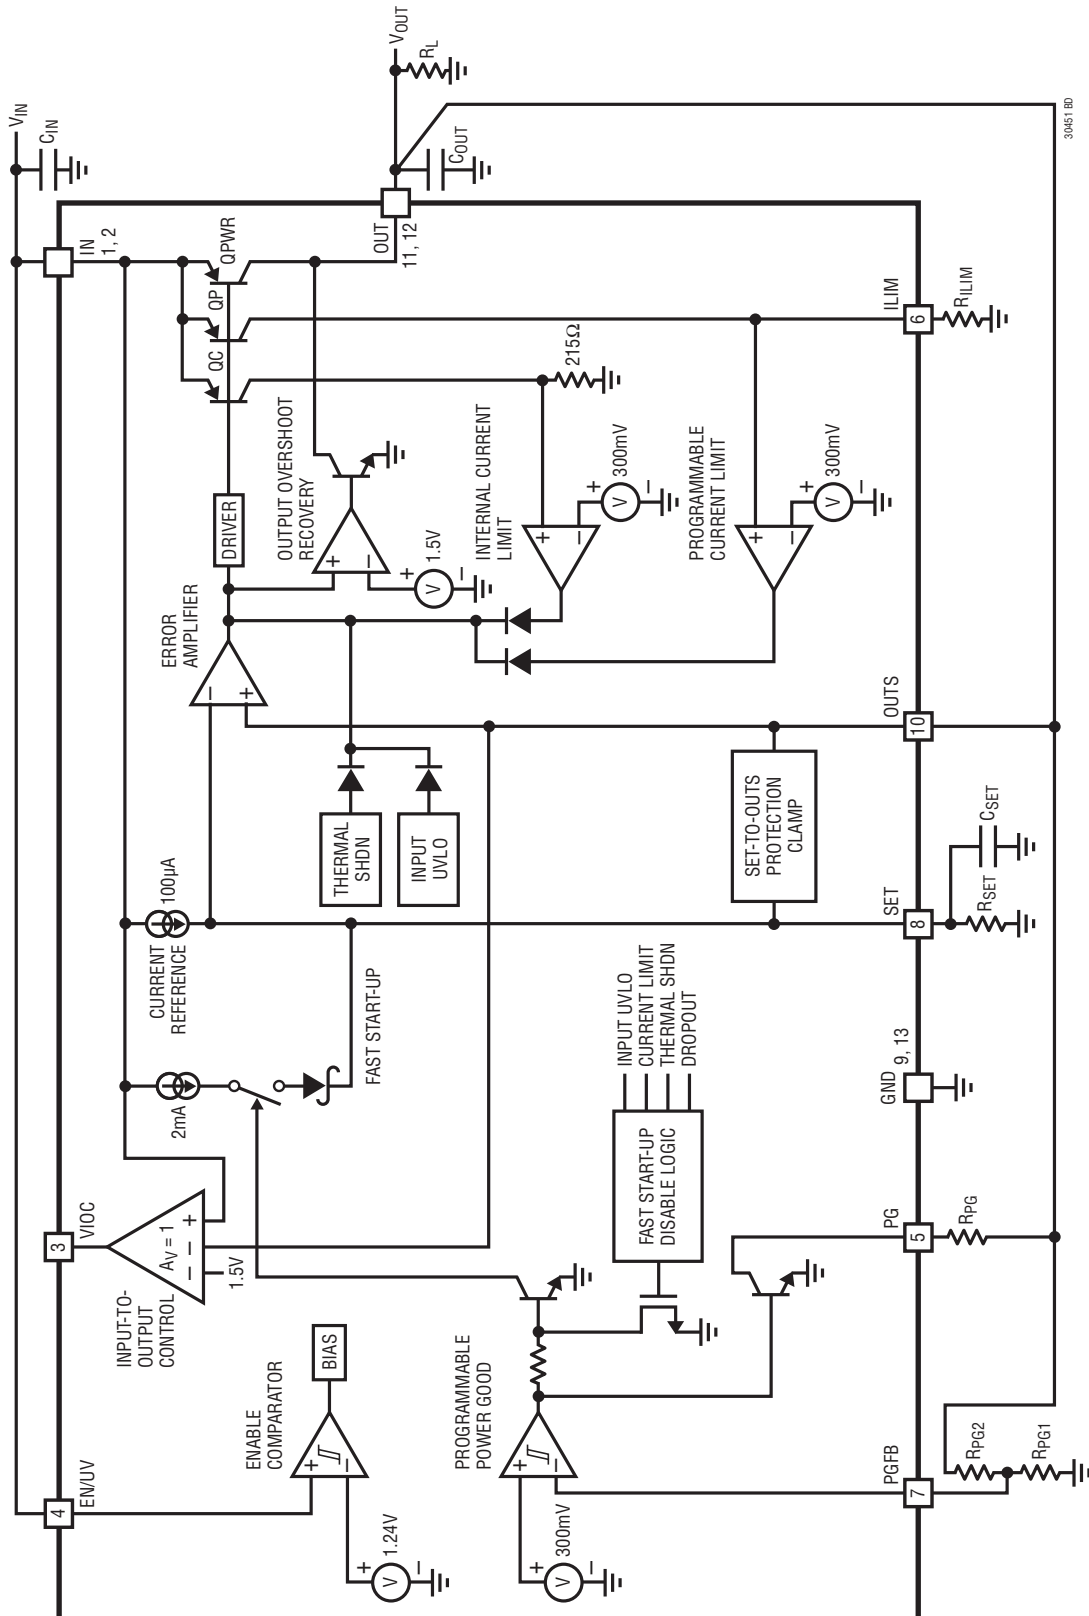 VIN
CIN
IN
1, 2
QPWR
QP
QC
VOUT
RL
COUT
OUT
11, 12
DRIVER
OUTPUT OVERSHOOT
RECOVERY
+
−
V
+
−
1.5V
ERROR
AMPLIFIER
−
+
INTERNAL CURRENT
LIMIT
215Ω
+
−
V
+
−
300mV
PROGRAMMABLE
CURRENT LIMIT
+
−
V
+
−
300mV
ILIM
6
RILIM
THERMAL
SHDN
INPUT
UVLO
SET-TO-OUTS
PROTECTION
CLAMP
OUTS
10
100µA
CURRENT
REFERENCE
SET
8
RSET
CSET
2mA
FAST START-UP
INPUT UVLO
CURRENT LIMIT
THERMAL SHDN
DROPOUT
FAST START-UP
DISABLE LOGIC
GND
9, 13
3
VIOC
AV = 1
+
−
−
1.5V
INPUT-TO-
OUTPUT
CONTROL
PG
5
RPG
BIAS
ENABLE
COMPARATOR
+
−
V
+
−
1.24V
PROGRAMMABLE
POWER GOOD
+
−
V
+
−
300mV
4
EN/UV
PGFB
7
RPG2
RPG1
30451 BD